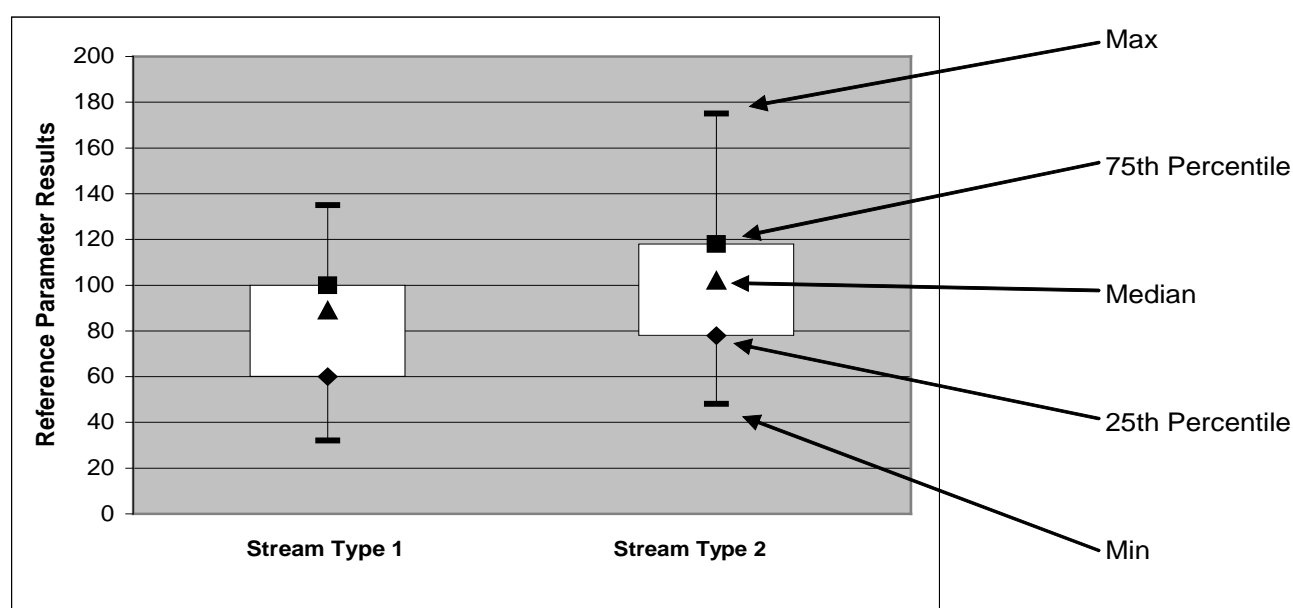 Reference Parameter Results
200
180
160
140
120
100
80
60
40
20
0
Stream Type 1
Stream Type 2
Max
75th Percentile
Median
25th Percentile
Min